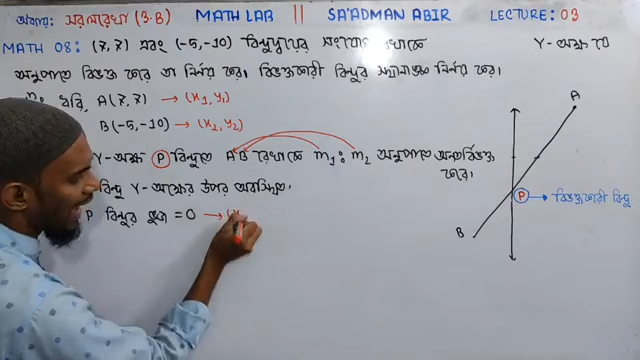 অধ্যায়: সরলরেখা (3.B) MATH LAB || SA'ADMAN ABIR LECTURE: 03
MATH 08: (7,7) এবং (-5,-10) বিন্দুদ্বয়ের সংযোগ রেখাকে Y-অক্ষ যে
অনুপাতে বিভক্ত করে তা নির্ণয় কর। বিভক্তকারী বিন্দুর স্থানাঙ্ক নির্ণয় কর।
ধরি, A(7,7) → (x₁, y₁)
B(-5,-10) → (x₂, y₂)
Y-অক্ষ P বিন্দুতে AB রেখাকে m₁ : m₂ অনুপাতে অন্তর্বিভক্ত
করে।
বিন্দু Y-অক্ষের উপর অবস্থিত।
P বিন্দুর ভুজ = 0 → (x
A
P → বিভক্তকারী বিন্দু
B